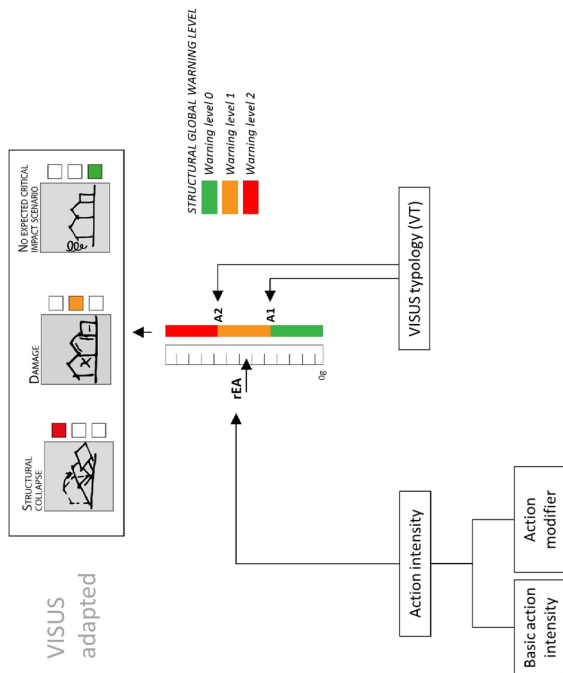 VISUS
adapted
STRUCTURAL
COLLAPSE
DAMAGE
NO EXPECTED CRITICAL
IMPACT SCENARIO
STRUCTURAL GLOBAL WARNING LEVEL
Warning level 0
Warning level 1
Warning level 2
A2
A1
rEA
0g
VISUS typology (VT)
Action intensity
Basic action
intensity
Action
modifier